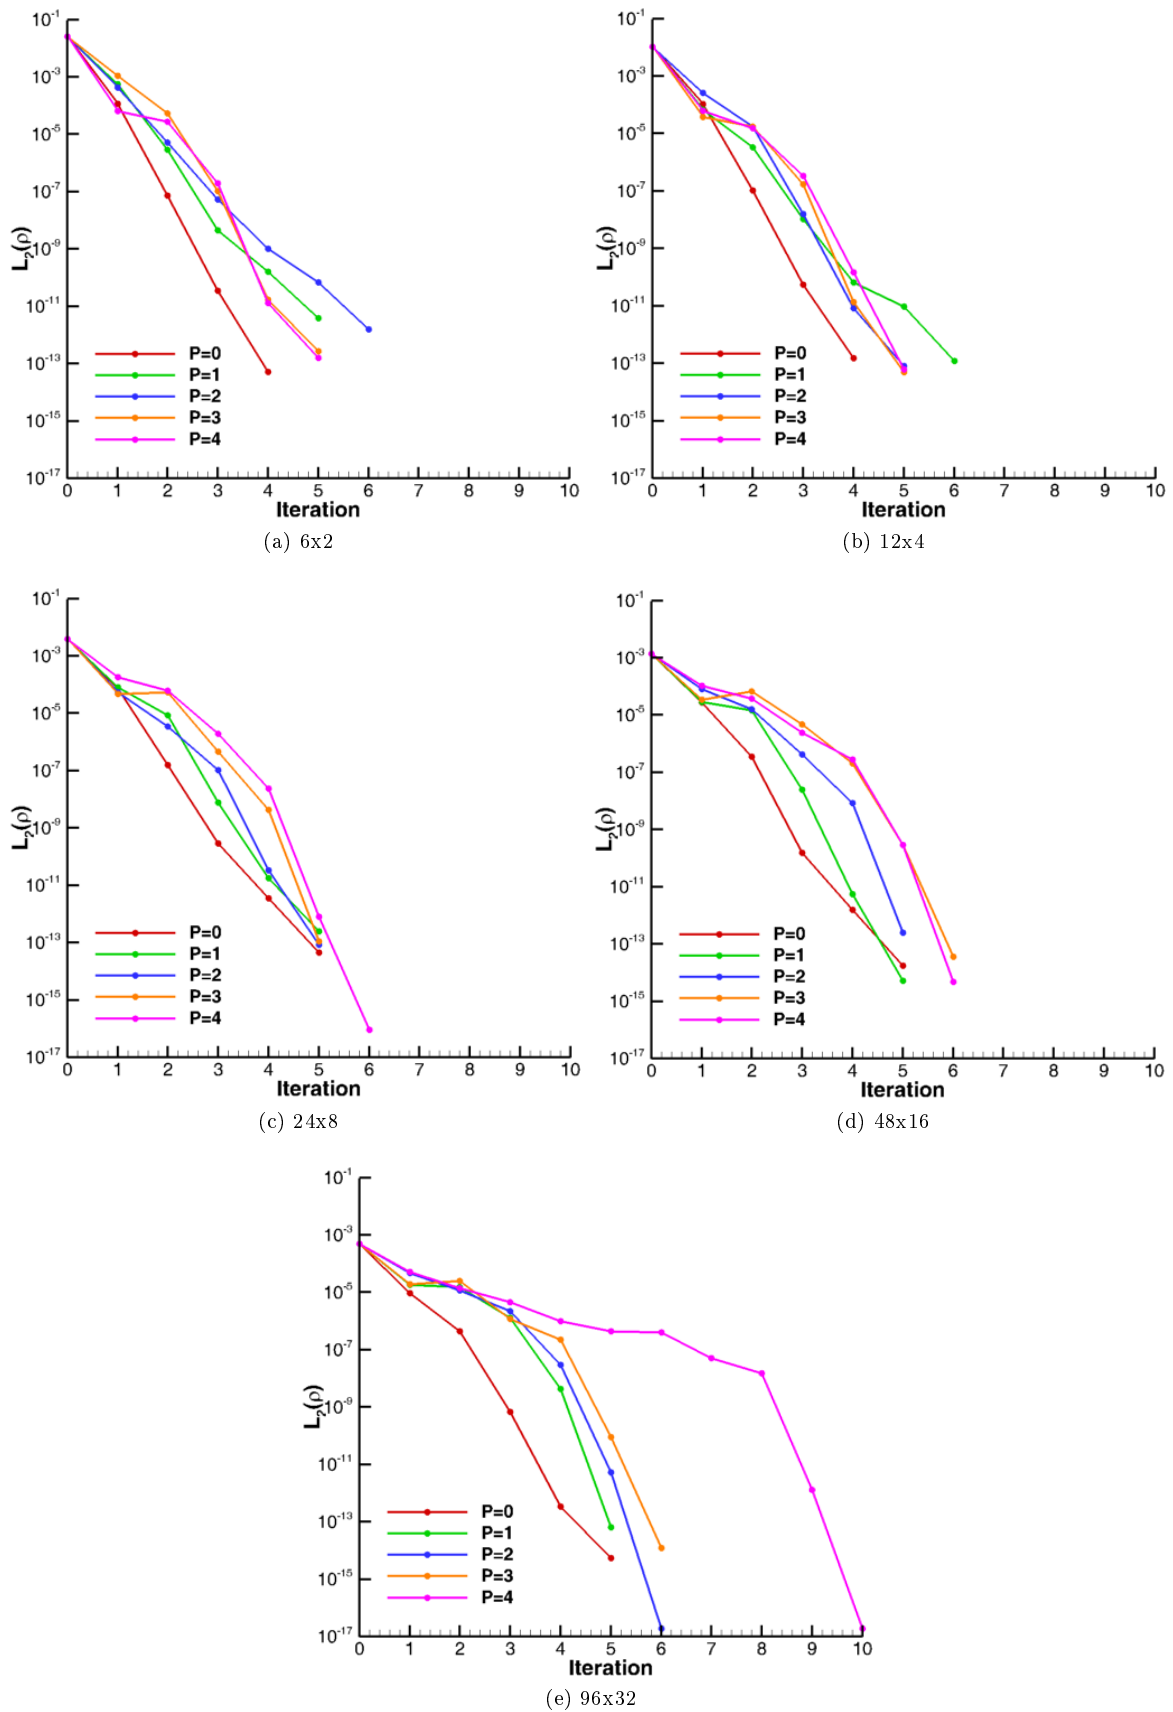 10^-1
10^-3
10^-5
10^-7
10^-9
10^-11
10^-13
10^-15
10^-17
L2(ρ)
P=0
P=1
P=2
P=3
P=4
0 1 2 3 4 5 6 7 8 9 10
Iteration
(a) 6x2
10^-1
10^-3
10^-5
10^-7
10^-9
10^-11
10^-13
10^-15
10^-17
L2(ρ)
P=0
P=1
P=2
P=3
P=4
0 1 2 3 4 5 6 7 8 9 10
Iteration
(b) 12x4
10^-1
10^-3
10^-5
10^-7
10^-9
10^-11
10^-13
10^-15
10^-17
L2(ρ)
P=0
P=1
P=2
P=3
P=4
0 1 2 3 4 5 6 7 8 9 10
Iteration
(c) 24x8
10^-1
10^-3
10^-5
10^-7
10^-9
10^-11
10^-13
10^-15
10^-17
L2(ρ)
P=0
P=1
P=2
P=3
P=4
0 1 2 3 4 5 6 7 8 9 10
Iteration
(d) 48x16
10^-1
10^-3
10^-5
10^-7
10^-9
10^-11
10^-13
10^-15
10^-17
L2(ρ)
P=0
P=1
P=2
P=3
P=4
0 1 2 3 4 5 6 7 8 9 10
Iteration
(e) 96x32